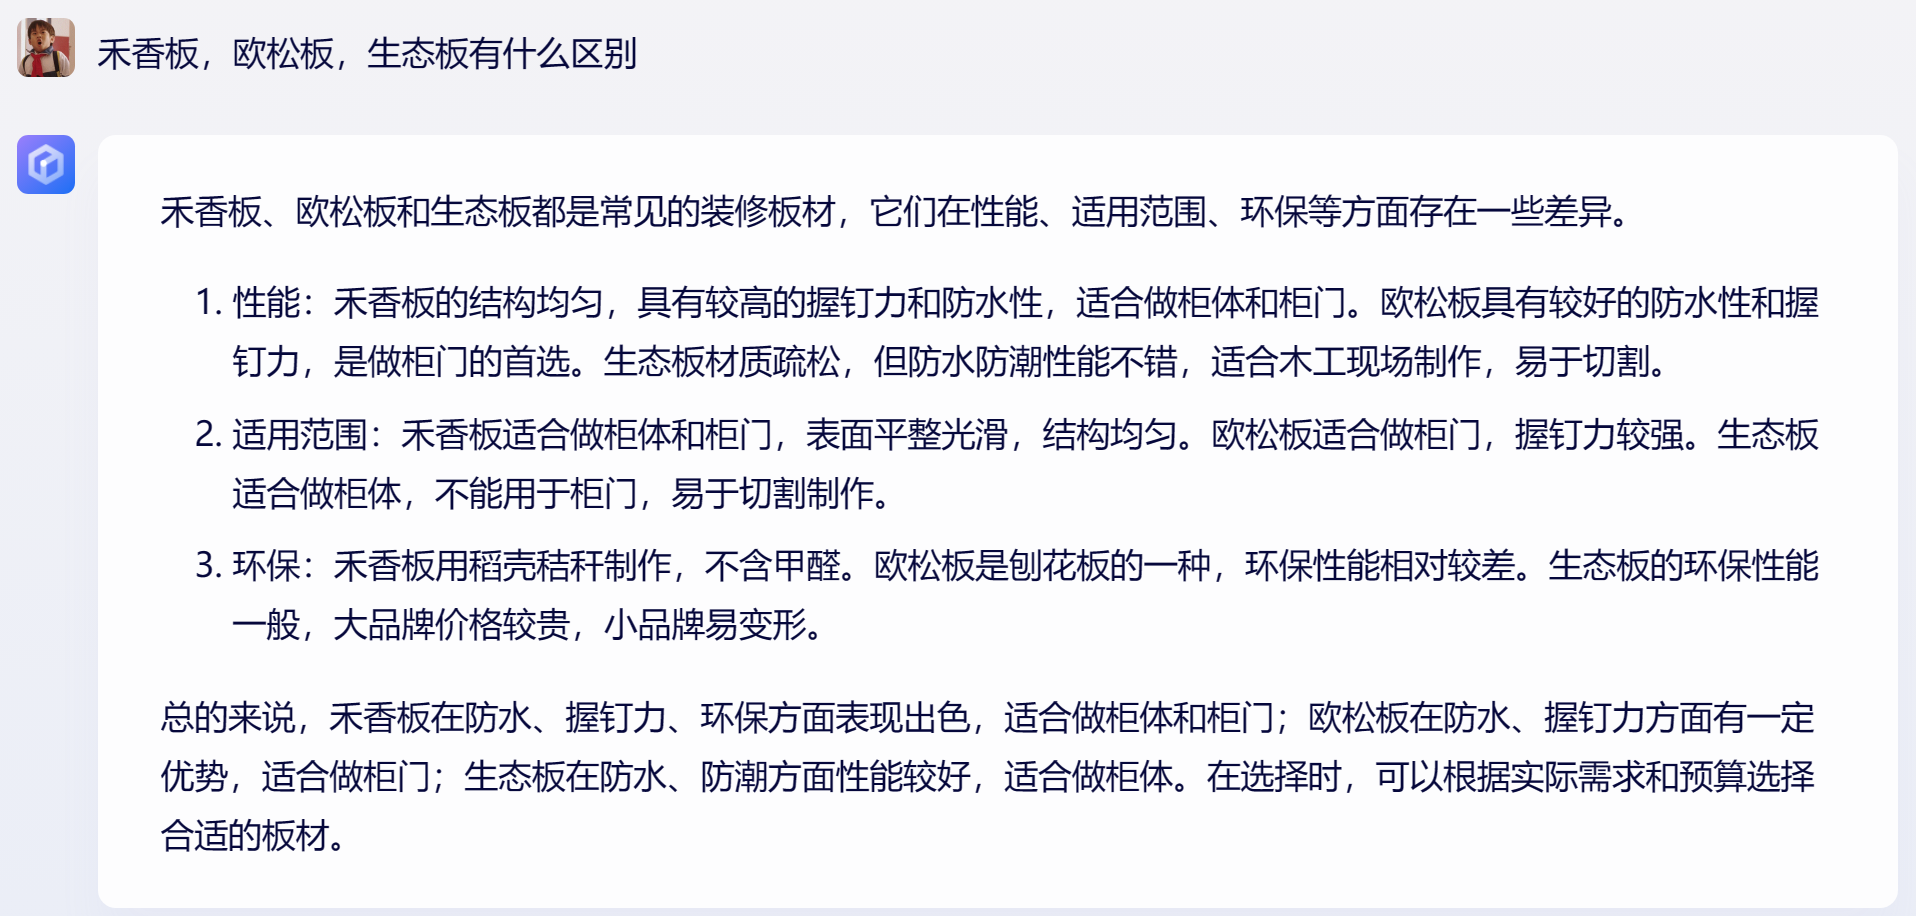 禾香板，欧松板，生态板有什么区别
禾香板、欧松板和生态板都是常见的装修板材，它们在性能、适用范围、环保等方面存在一些差异。
1. 性能：禾香板的结构均匀，具有较高的握钉力和防水性，适合做柜体和柜门。欧松板具有较好的防水性和握
钉力，是做柜门的首选。生态板材质疏松，但防水防潮性能不错，适合木工现场制作，易于切割。
2. 适用范围：禾香板适合做柜体和柜门，表面平整光滑，结构均匀。欧松板适合做柜门，握钉力较强。生态板
适合做柜体，不能用于柜门，易于切割制作。
3. 环保：禾香板用稻壳秸秆制作，不含甲醛。欧松板是刨花板的一种，环保性能相对较差。生态板的环保性能
一般，大品牌价格较贵，小品牌易变形。
总的来说，禾香板在防水、握钉力、环保方面表现出色，适合做柜体和柜门；欧松板在防水、握钉力方面有一定
优势，适合做柜门；生态板在防水、防潮方面性能较好，适合做柜体。在选择时，可以根据实际需求和预算选择
合适的板材。